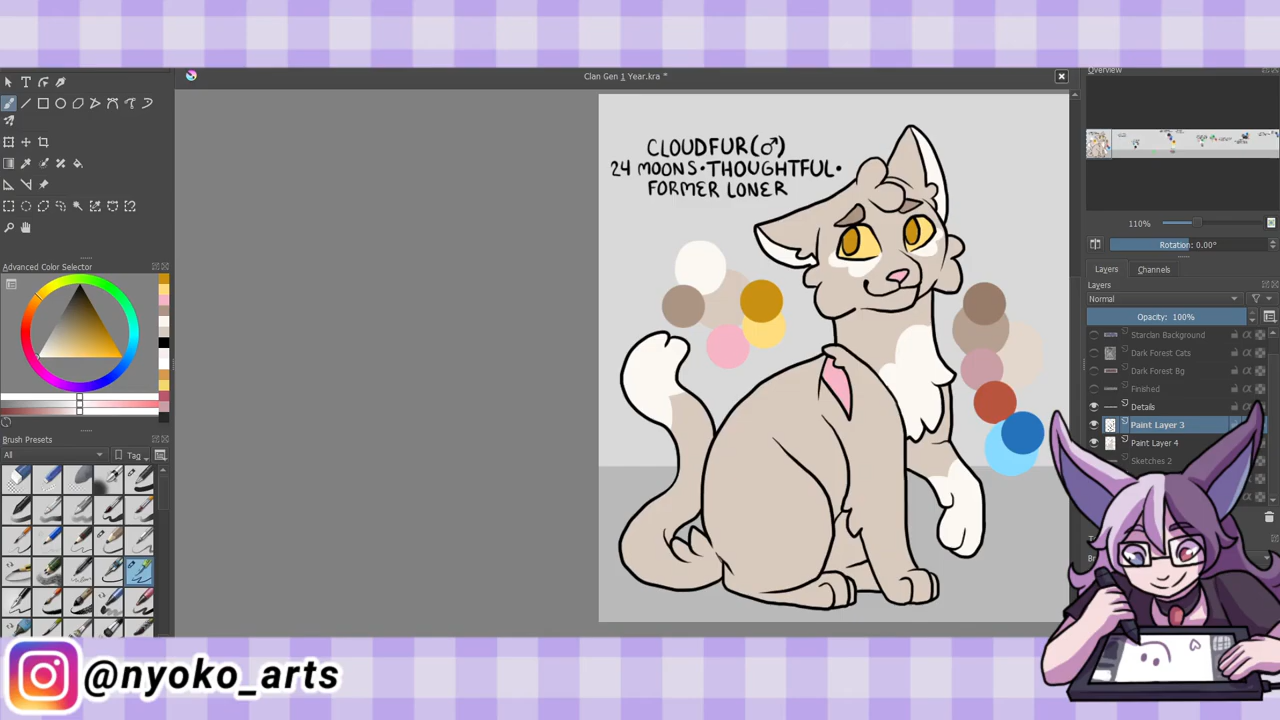 Clan Gen 1 Year.kra *
Overview
CLOUDFUR(♂)
24 MOONS•THOUGHTFUL•
FORMER LONER
110%
Rotation: 0.00°
Layers
Channels
Layers
Normal
Opacity: 100%
Starclan Background
Dark Forest Cats
Dark Forest Bg
Finished
Details
Paint Layer 3
Paint Layer 4
Sketches 2
Advanced Color Selector
Brush Presets
All
Tag
@nyoko_arts